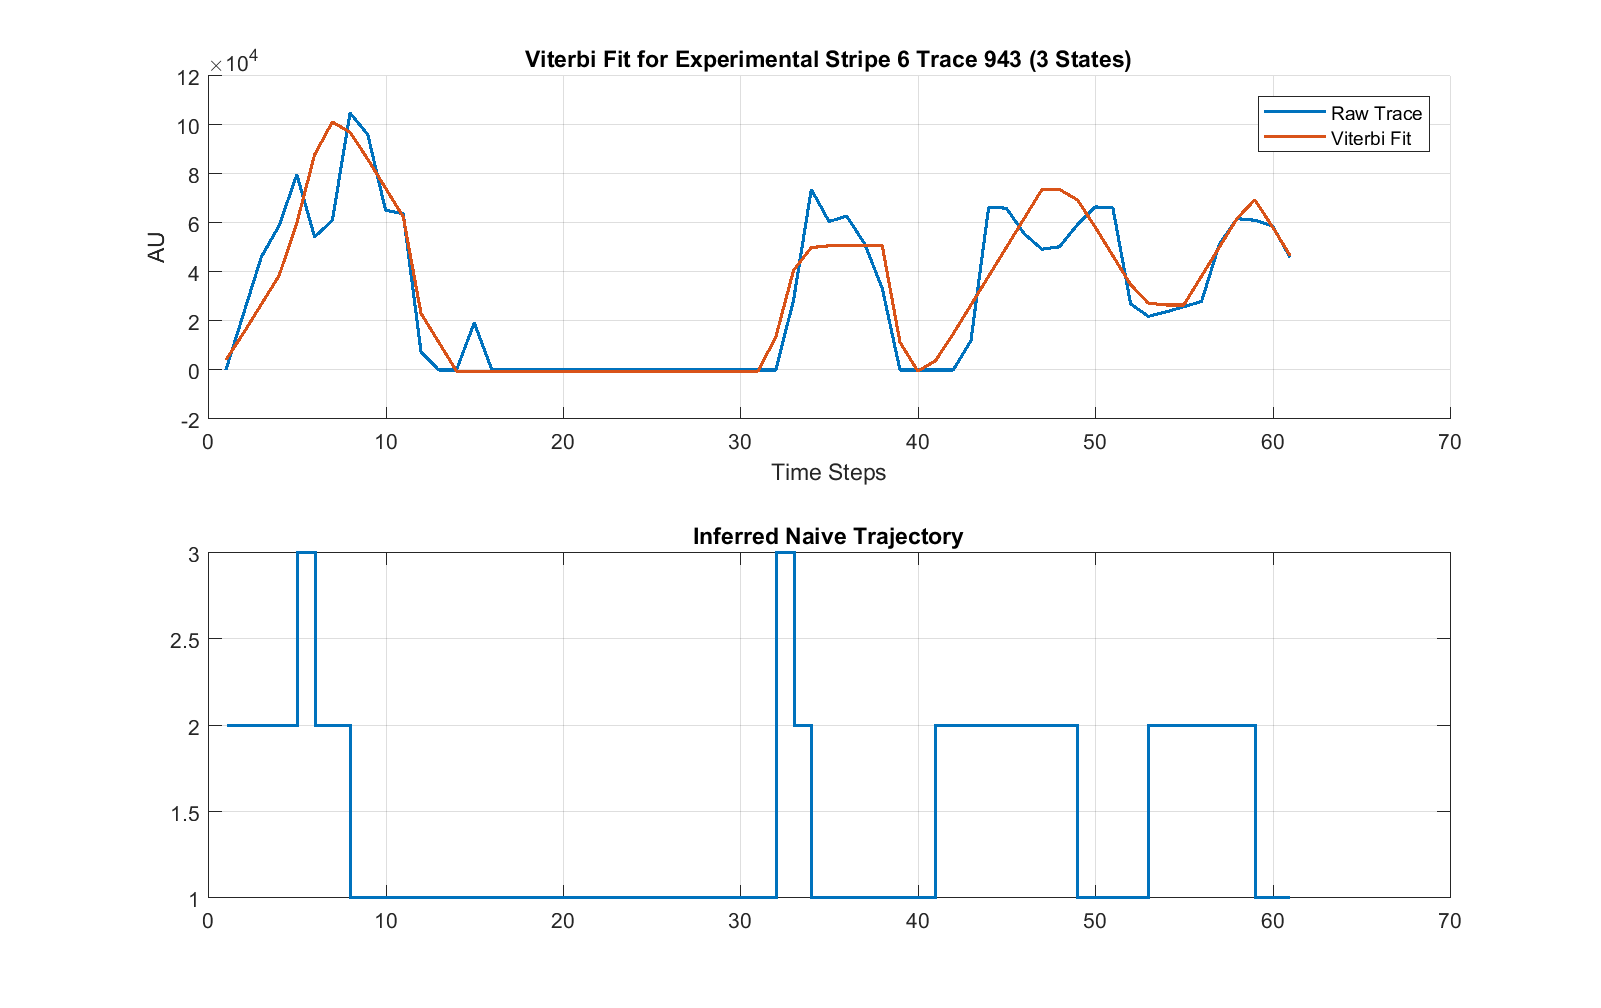 Viterbi Fit for Experimental Stripe 6 Trace 943 (3 States)
×10⁴
12
10
8
6
4
2
0
-2
AU
Raw Trace
Viterbi Fit
0 10 20 30 40 50 60 70
Time Steps
Inferred Naive Trajectory
3
2.5
2
1.5
1
0 10 20 30 40 50 60 70